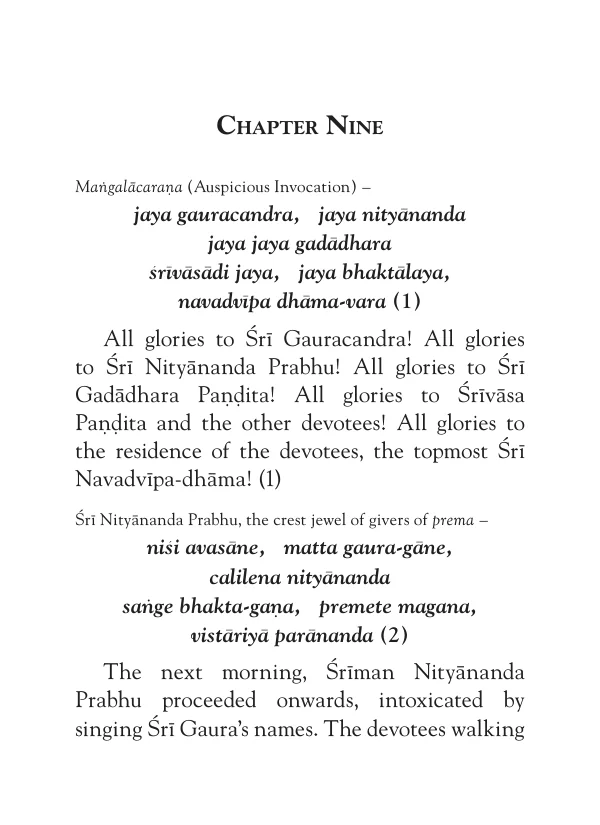 Chapter Nine
Maṅgalācaraṇa (Auspicious Invocation) –
jaya gauracandra, jaya nityānanda
jaya jaya gadādhara
śrīvāsādi jaya, jaya bhaktālaya,
navadvīpa dhāma-vara (1)
All glories to Śrī Gauracandra! All glories
to Śrī Nityānanda Prabhu! All glories to Śrī
Gadādhara Paṇḍita! All glories to Śrīvāsa
Paṇḍita and the other devotees! All glories to
the residence of the devotees, the topmost Śrī
Navadvīpa-dhāma! (1)
Śrī Nityānanda Prabhu, the crest jewel of givers of prema –
niśi avasāne, matta gaura-gāne,
calilena nityānanda
saṅge bhakta-gaṇa, premete magana,
vistāriyā parānanda (2)
The next morning, Śrīman Nityānanda
Prabhu proceeded onwards, intoxicated by
singing Śrī Gaura’s names. The devotees walking